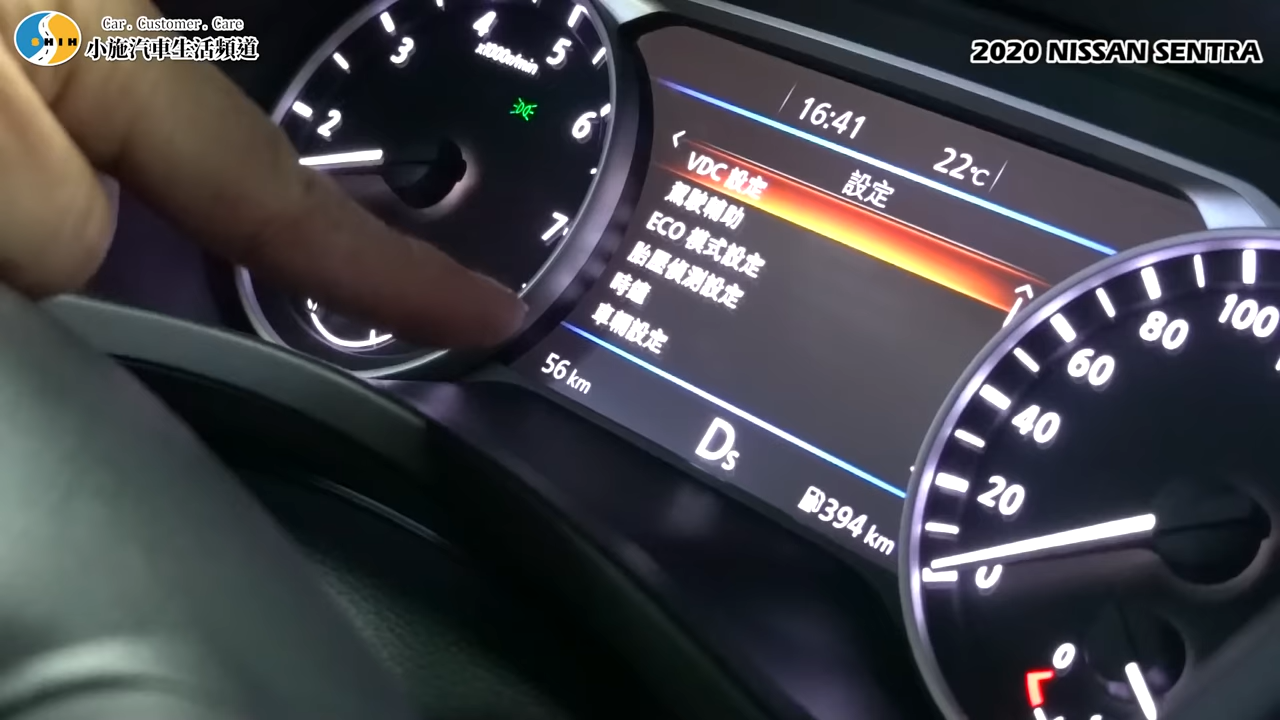 Car . Customer . Care
SHIH
小施汽車生活頻道
2020 NISSAN SENTRA
2
3
4
5
6
7
x1000r/min
16:41
22℃
設定
VDC 設定
駕駛輔助
ECO 模式設定
胎壓偵測設定
時鐘
車輛設定
56 km
Ds
394 km
0
20
40
60
80
100
0